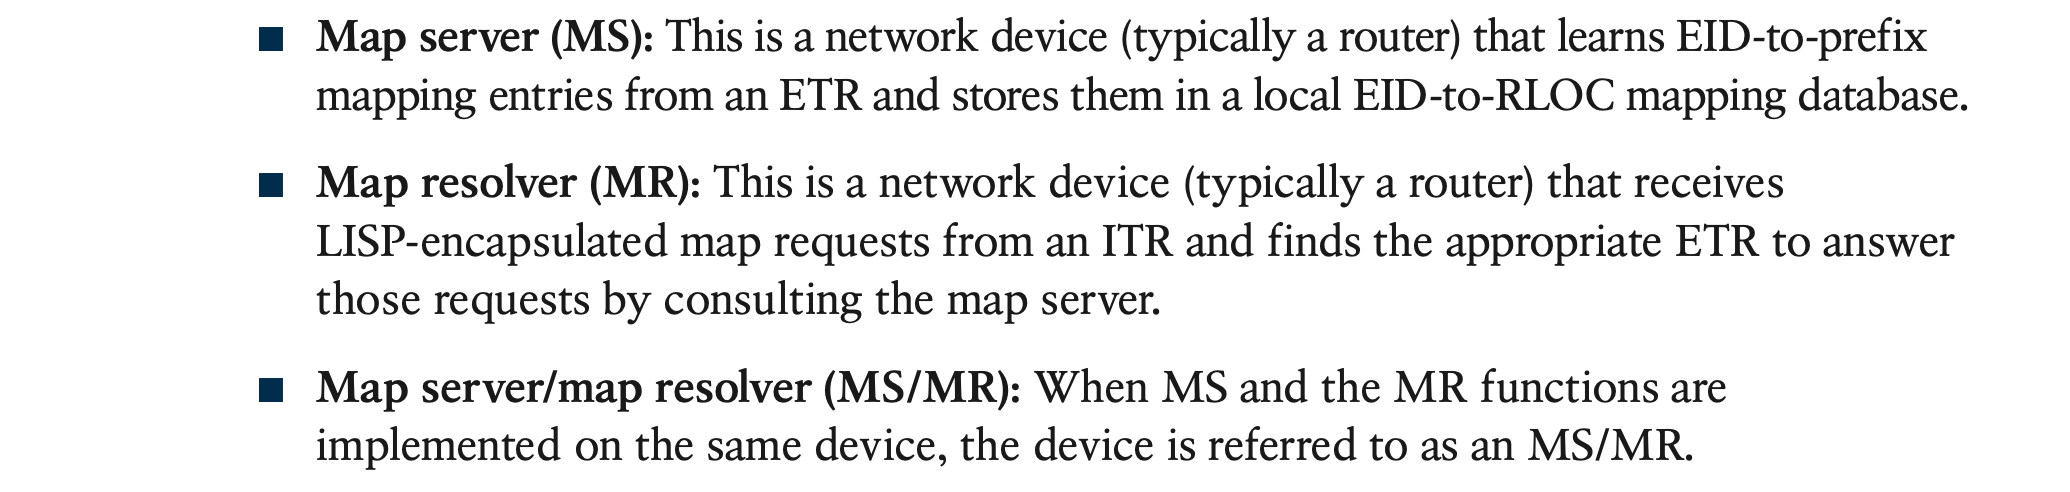 ■ Map server (MS): This is a network device (typically a router) that learns EID-to-prefix
mapping entries from an ETR and stores them in a local EID-to-RLOC mapping database.
■ Map resolver (MR): This is a network device (typically a router) that receives
LISP-encapsulated map requests from an ITR and finds the appropriate ETR to answer
those requests by consulting the map server.
■ Map server/map resolver (MS/MR): When MS and the MR functions are
implemented on the same device, the device is referred to as an MS/MR.